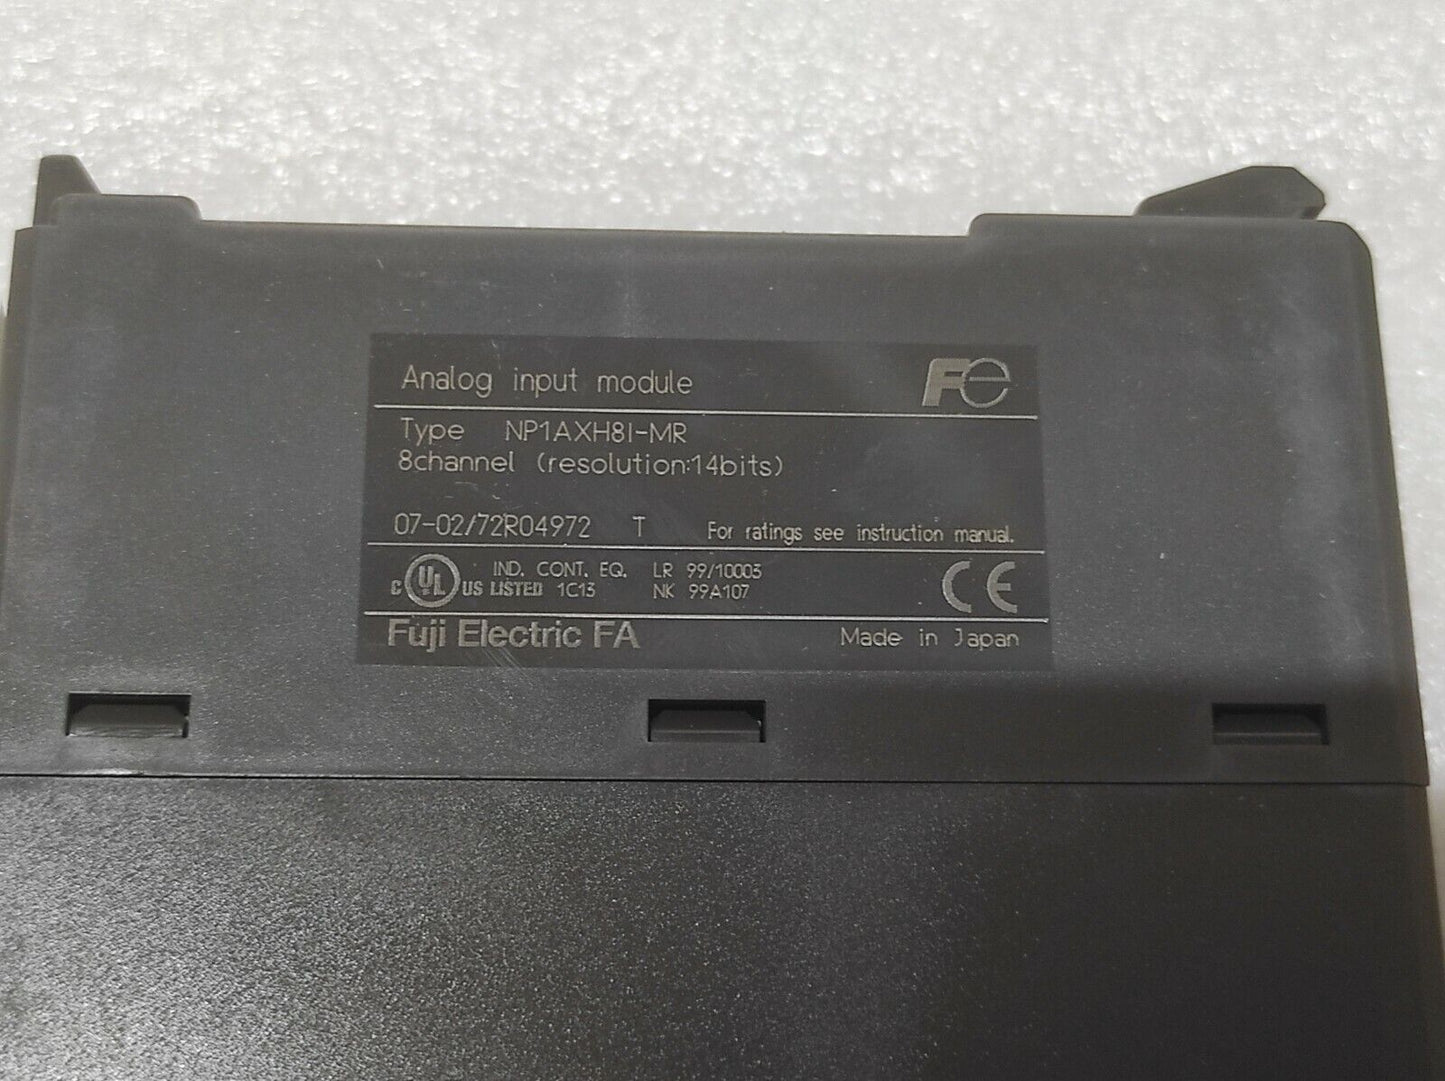 Analog input module
Fe
Type NP1AXH8I-MR
8channel (resolution:14bits)
07-02/72R04972 T For ratings see instruction manual.
c UL US LISTED IND. CONT. EQ. 1C13
LR 99/10003
NK 99A107
CE
Fuji Electric FA Made in Japan